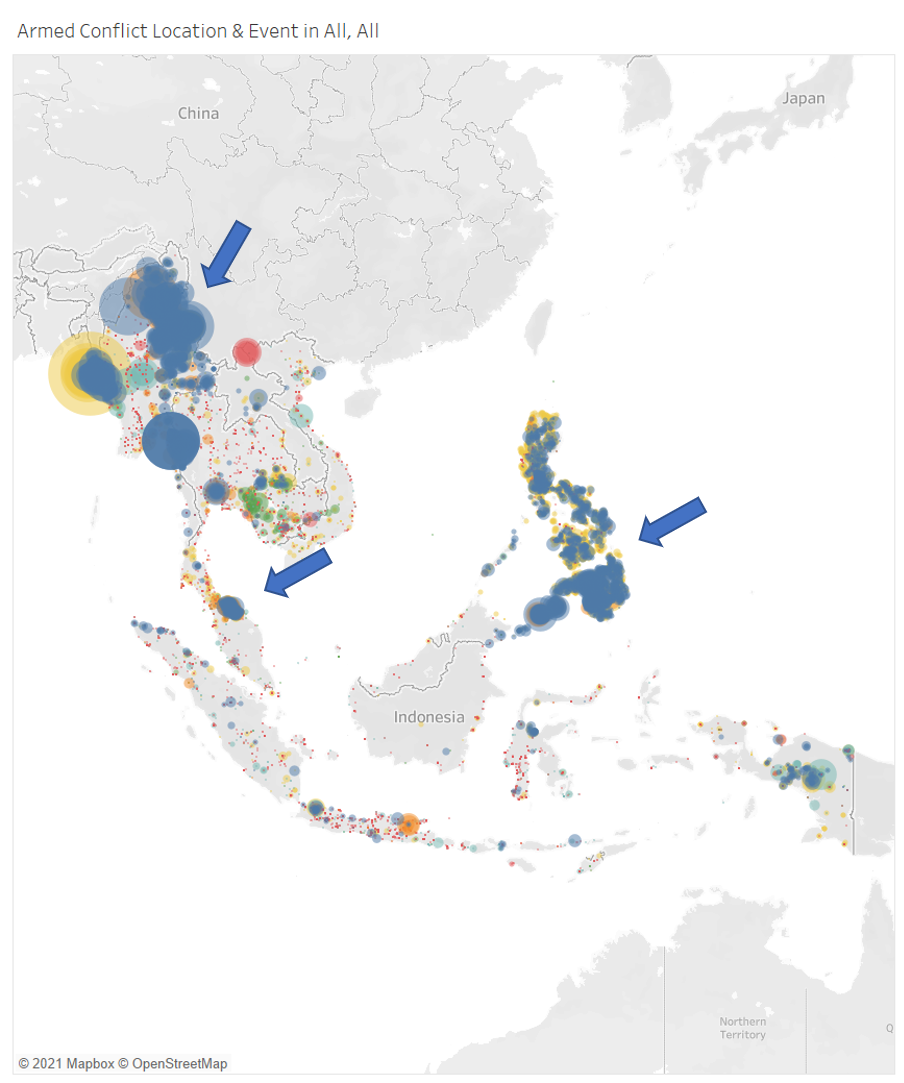 Armed Conflict Location & Event in All, All
China
Japan
Indonesia
Northern
Territory
Q
© 2021 Mapbox © OpenStreetMap